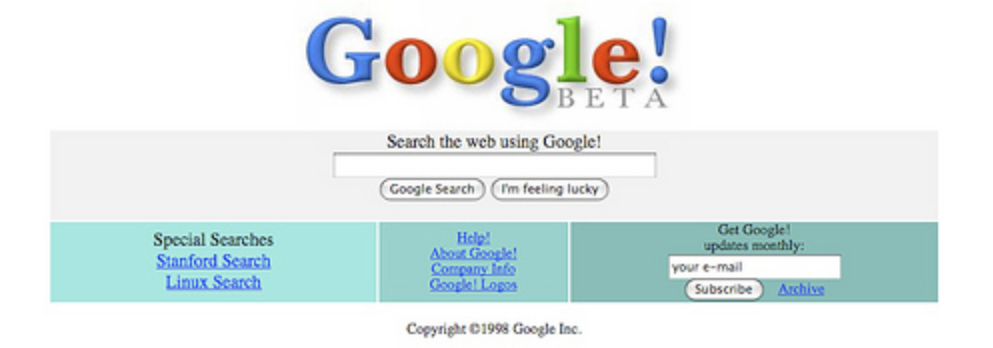 Google!
BETA
Search the web using Google!
Google Search I'm feeling lucky
Special Searches
Stanford Search
Linux Search
Help!
About Google!
Company Info
Google! Logos
Get Google!
updates monthly:
your e-mail
Subscribe Archive
Copyright ©1998 Google Inc.